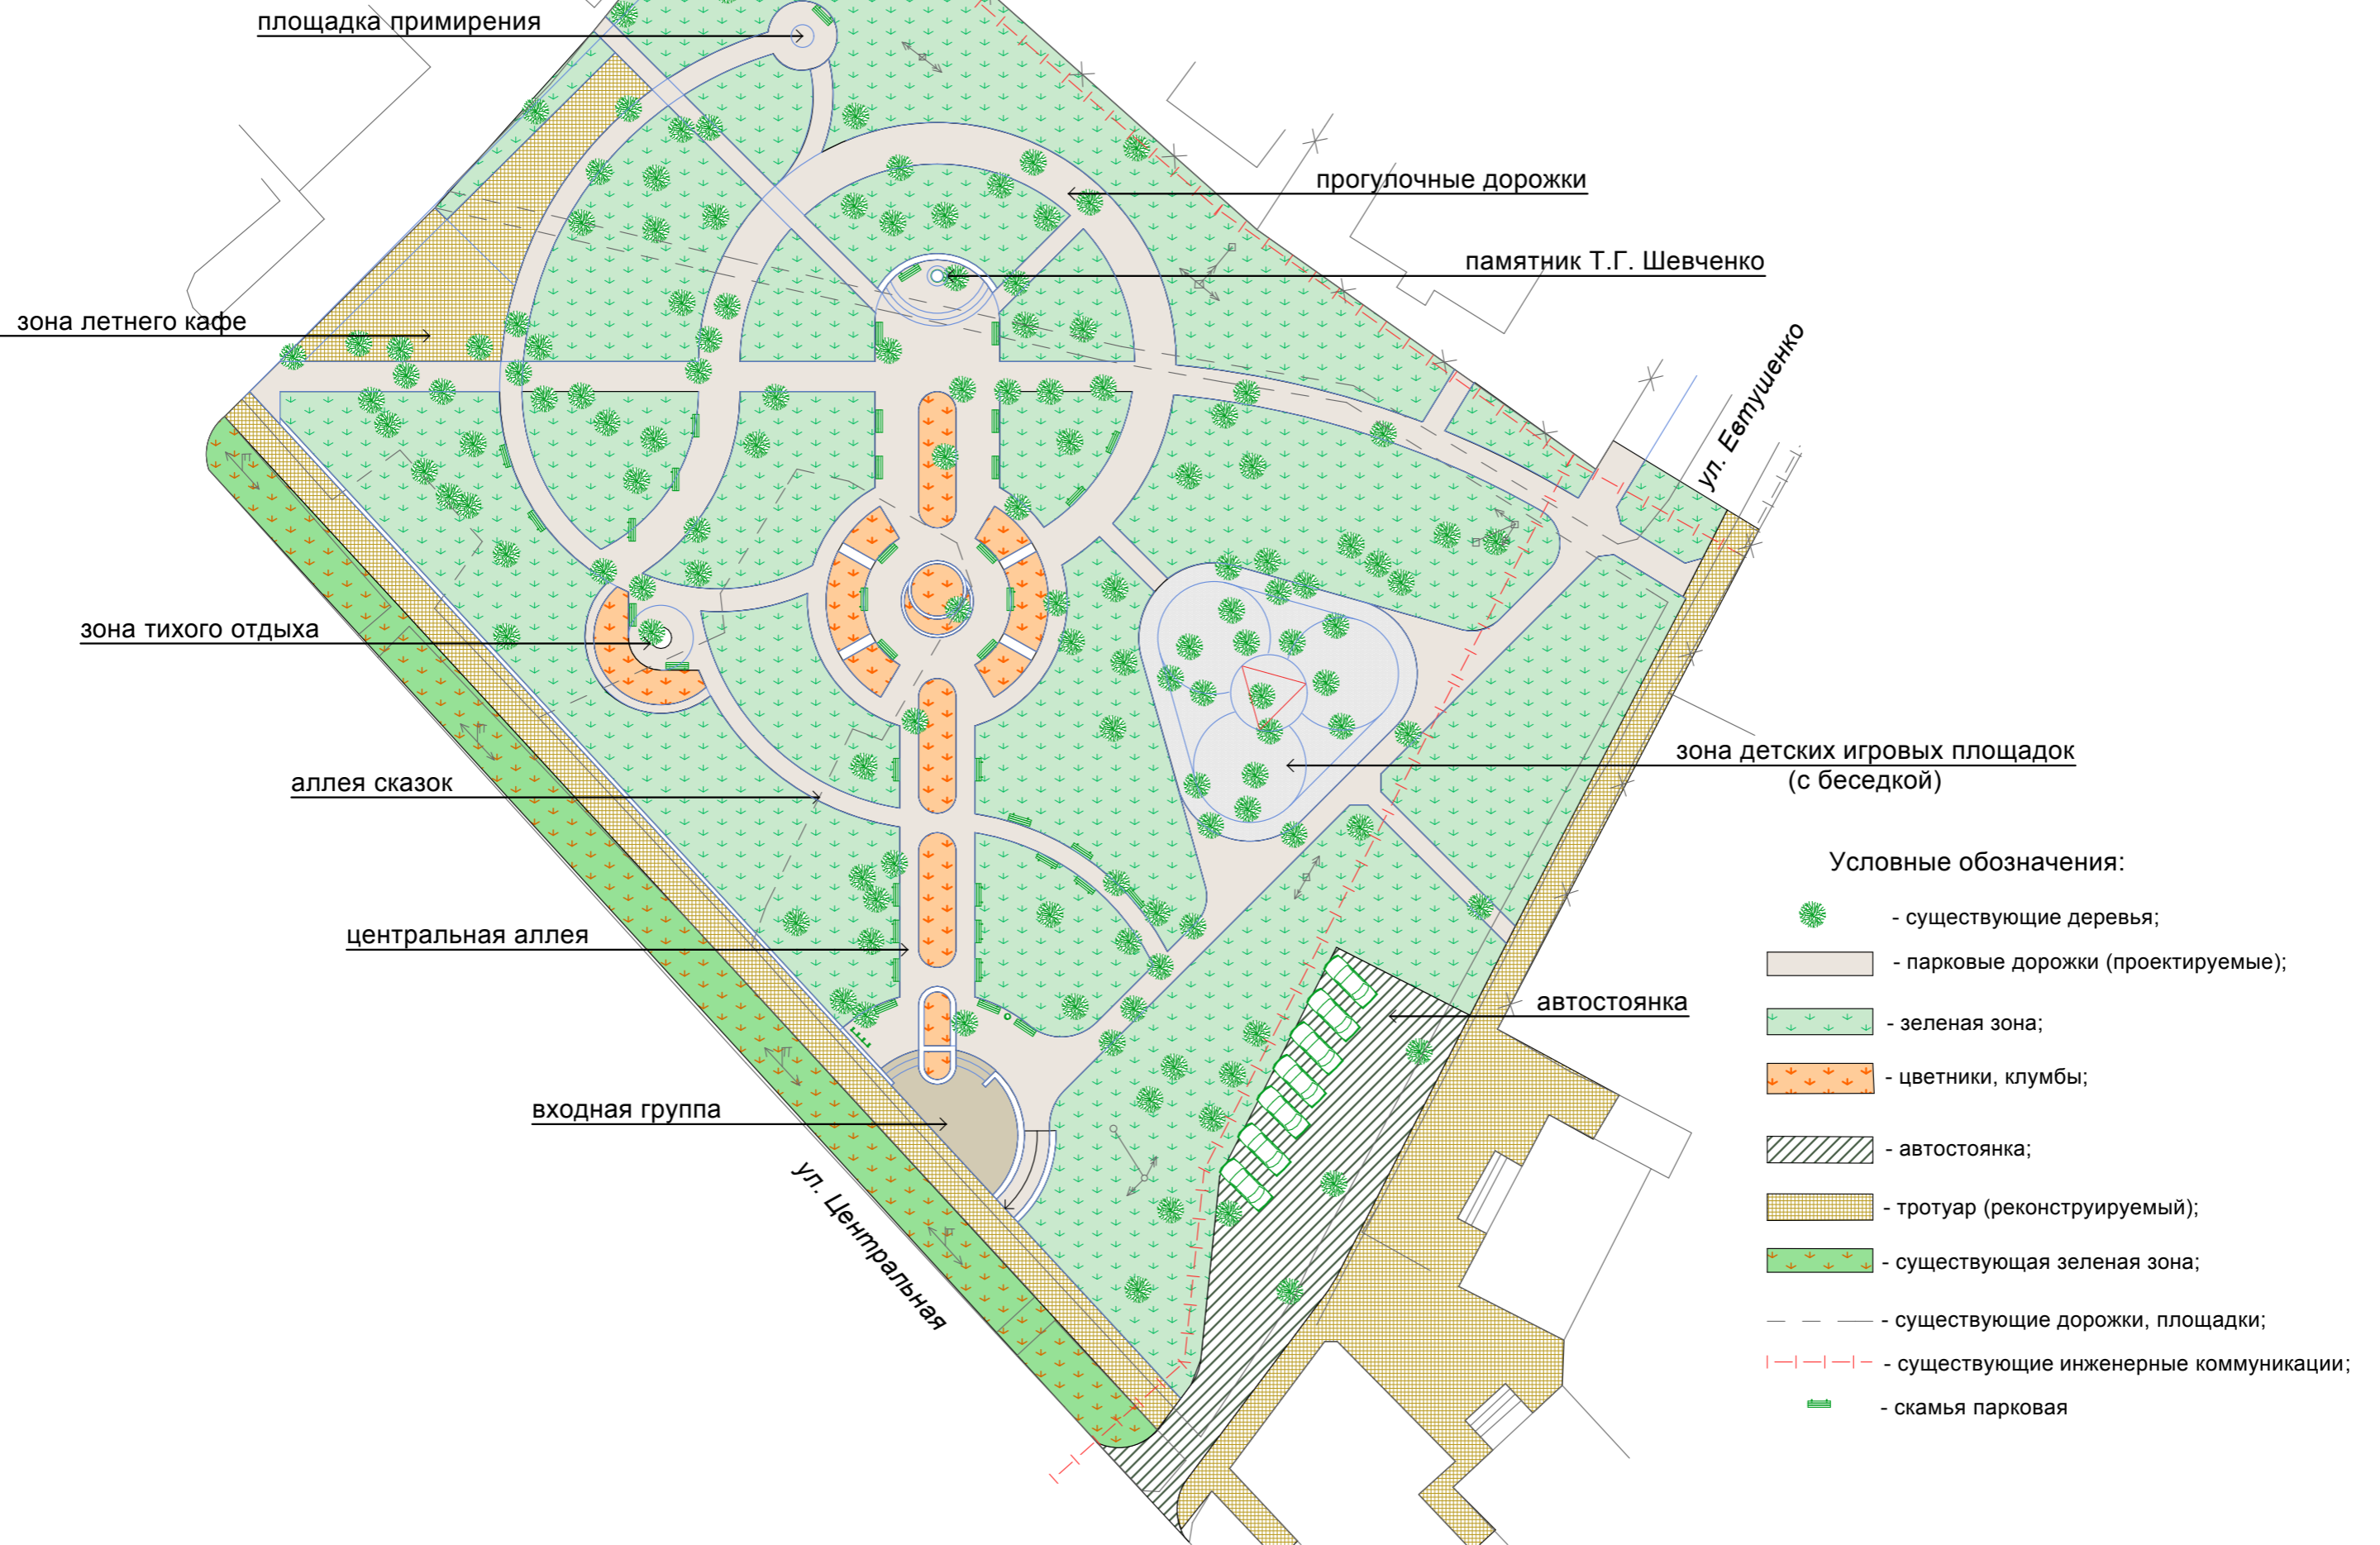 площадка примирения
прогулочные дорожки
памятник Т.Г. Шевченко
зона летнего кафе
ул. Евтушенко
зона тихого отдыха
зона детских игровых площадок
(с беседкой)
аллея сказок
центральная аллея
автостоянка
входная группа
ул. Центральная
Условные обозначения:
- существующие деревья;
- парковые дорожки (проектируемые);
- зеленая зона;
- цветники, клумбы;
- автостоянка;
- тротуар (реконструируемый);
- существующая зеленая зона;
- существующие дорожки, площадки;
- существующие инженерные коммуникации;
- скамья парковая